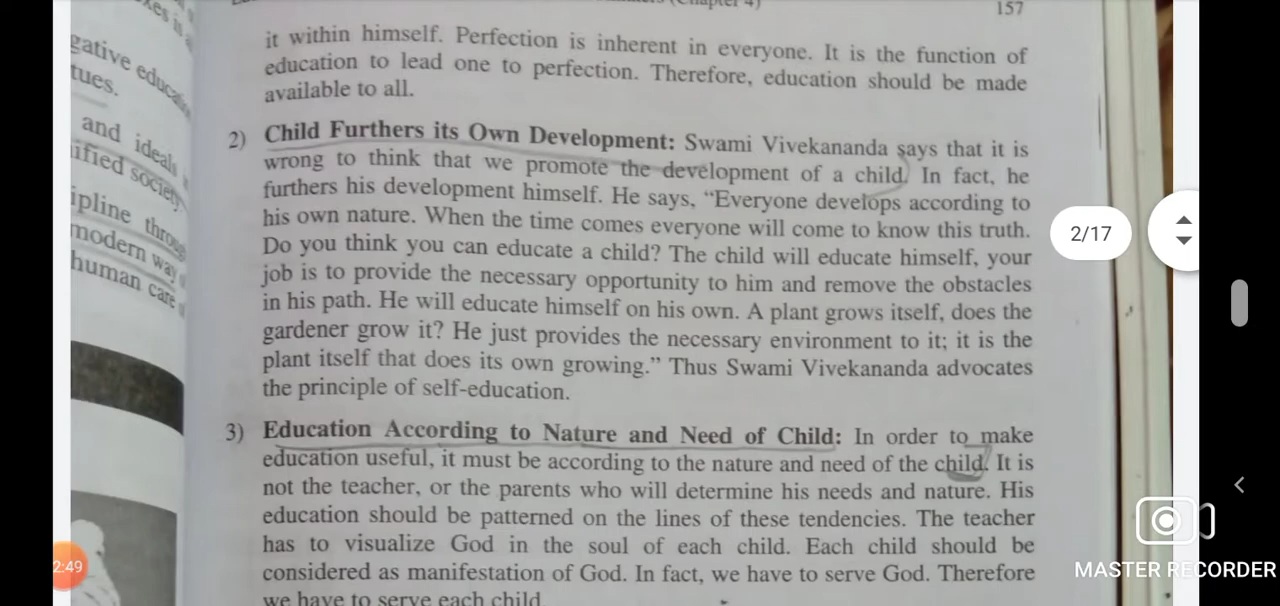 (Chapter 4)
157
gative
tues.
and ideals
ified society
ipline
modern way
human care
it within himself. Perfection is inherent in everyone. It is the function of
education to lead one to perfection. Therefore, education should be made
available to all.
2) Child Furthers its Own Development: Swami Vivekananda says that it is
wrong to think that we promote the development of a child. In fact, he
furthers his development himself. He says, “Everyone develops according to
his own nature. When the time comes everyone will come to know this truth.
Do you think you can educate a child? The child will educate himself, your
job is to provide the necessary opportunity to him and remove the obstacles
in his path. He will educate himself on his own. A plant grows itself, does the
gardener grow it? He just provides the necessary environment to it; it is the
plant itself that does its own growing.” Thus Swami Vivekananda advocates
the principle of self-education.
3) Education According to Nature and Need of Child: In order to make
education useful, it must be according to the nature and need of the child. It is
not the teacher, or the parents who will determine his needs and nature. His
education should be patterned on the lines of these tendencies. The teacher
has to visualize God in the soul of each child. Each child should be
considered as manifestation of God. In fact, we have to serve God. Therefore
we have to serve each child
2/17
2:49
MASTER RECORDER